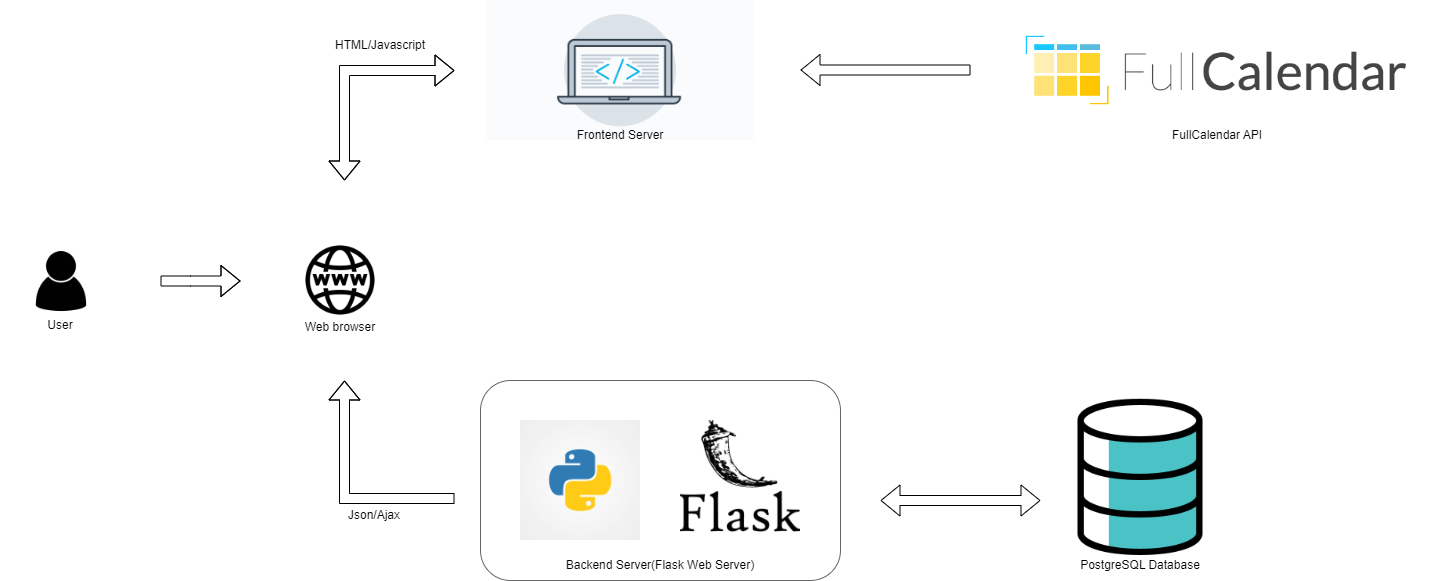 HTML/Javascript
</>
FullCalendar
Frontend Server
FullCalendar API
www
User
Web browser
Flask
Json/Ajax
Backend Server(Flask Web Server)
PostgreSQL Database